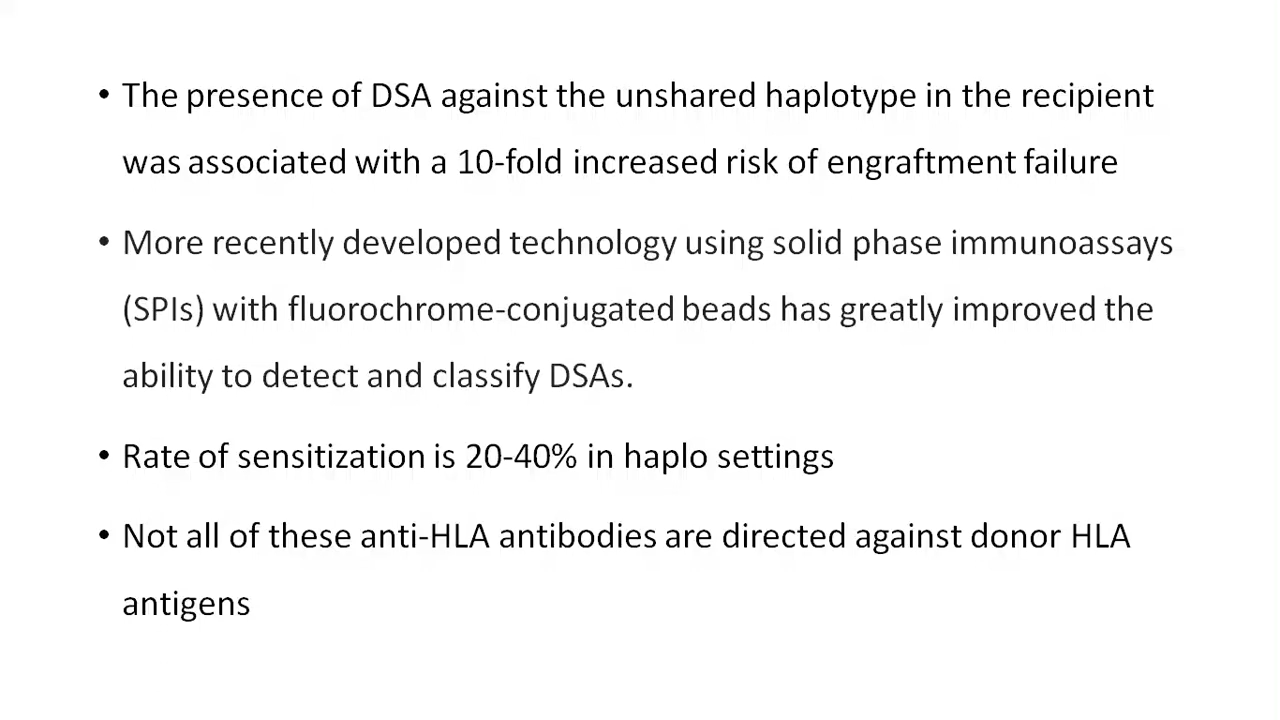 • The presence of DSA against the unshared haplotype in the recipient
was associated with a 10-fold increased risk of engraftment failure
• More recently developed technology using solid phase immunoassays
(SPIs) with fluorochrome-conjugated beads has greatly improved the
ability to detect and classify DSAs.
• Rate of sensitization is 20-40% in haplo settings
• Not all of these anti-HLA antibodies are directed against donor HLA
antigens